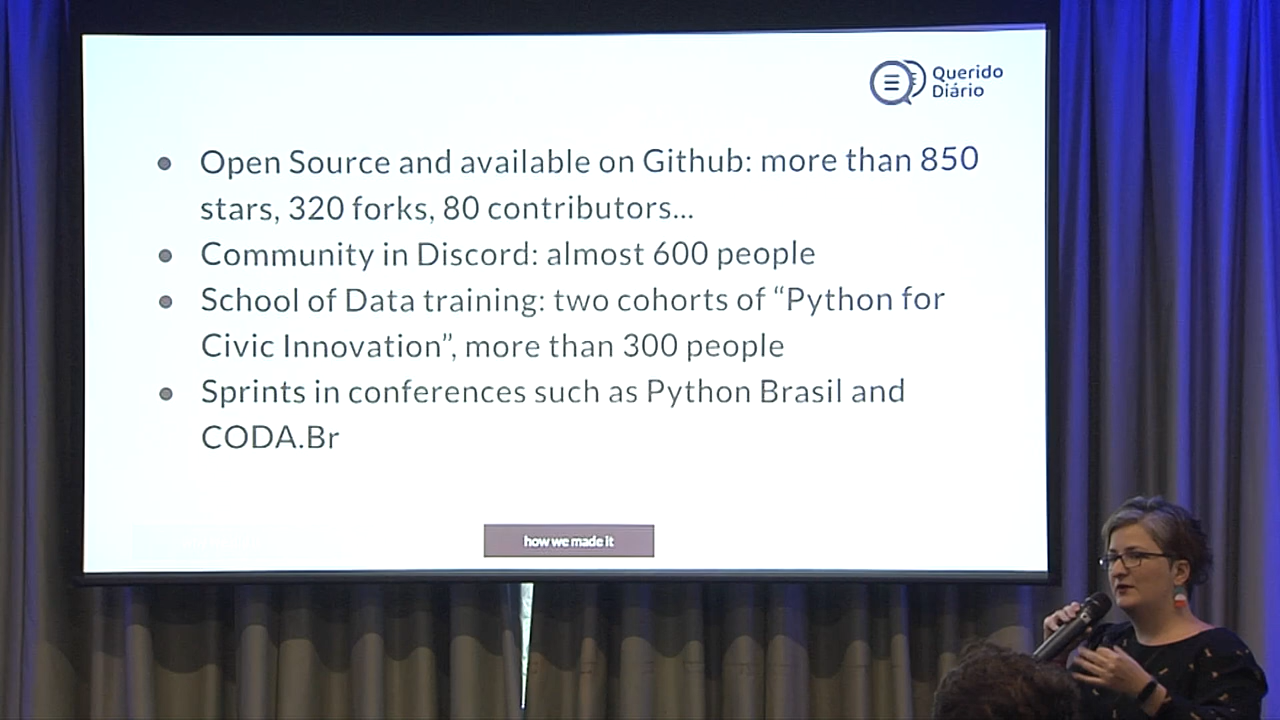 Querido
Diário
Open Source and available on Github: more than 850
stars, 320 forks, 80 contributors...
Community in Discord: almost 600 people
School of Data training: two cohorts of “Python for
Civic Innovation”, more than 300 people
Sprints in conferences such as Python Brasil and
CODA.Br
how we made it